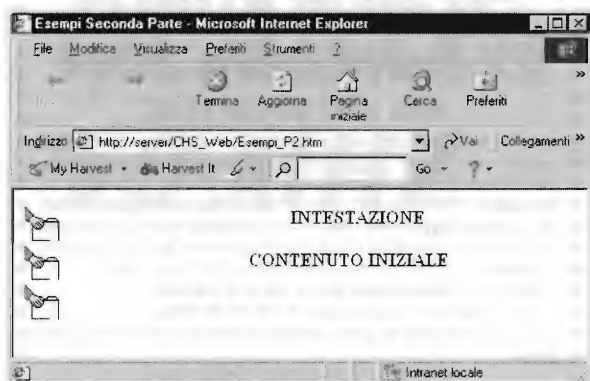 Esempi Seconda Parte - Microsoft Internet Explorer
File Modifica Visualizza Preferiti Strumenti ?
Termina Aggiorna Pagina iniziale Cerca Preferiti »
Indirizzo http://server/CHS_Web/Esempi_P2.htm Vai Collegamenti »
My Harvest Harvest It Go ?
INTESTAZIONE
CONTENUTO INIZIALE
Intranet locale